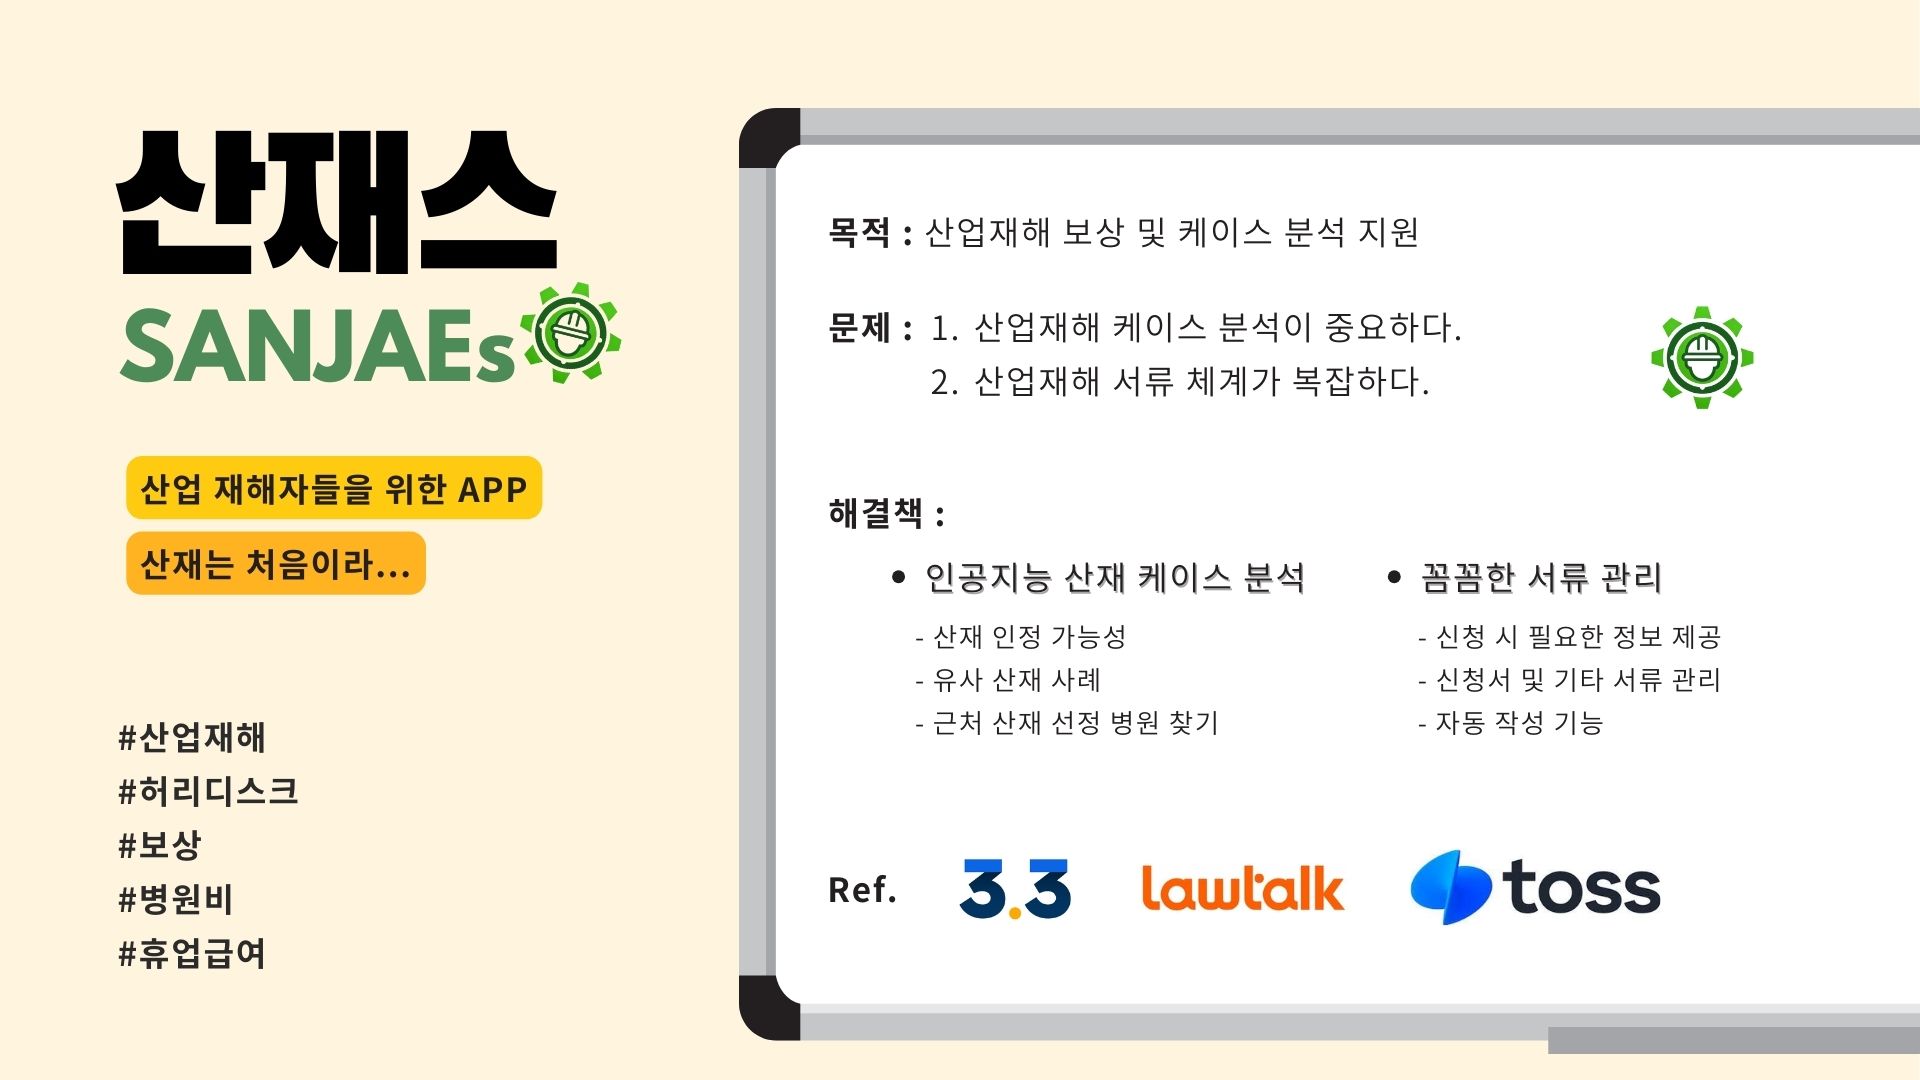 산재스
SANJAEs
산업 재해자들을 위한 APP
산재는 처음이라...
#산업재해
#허리디스크
#보상
#병원비
#휴업급여
목적 : 산업재해 보상 및 케이스 분석 지원
문제 : 1. 산업재해 케이스 분석이 중요하다.
2. 산업재해 서류 체계가 복잡하다.
해결책 :
• 인공지능 산재 케이스 분석
- 산재 인정 가능성
- 유사 산재 사례
- 근처 산재 선정 병원 찾기
• 꼼꼼한 서류 관리
- 신청 시 필요한 정보 제공
- 신청서 및 기타 서류 관리
- 자동 작성 기능
Ref. 3.3 lawtalk toss